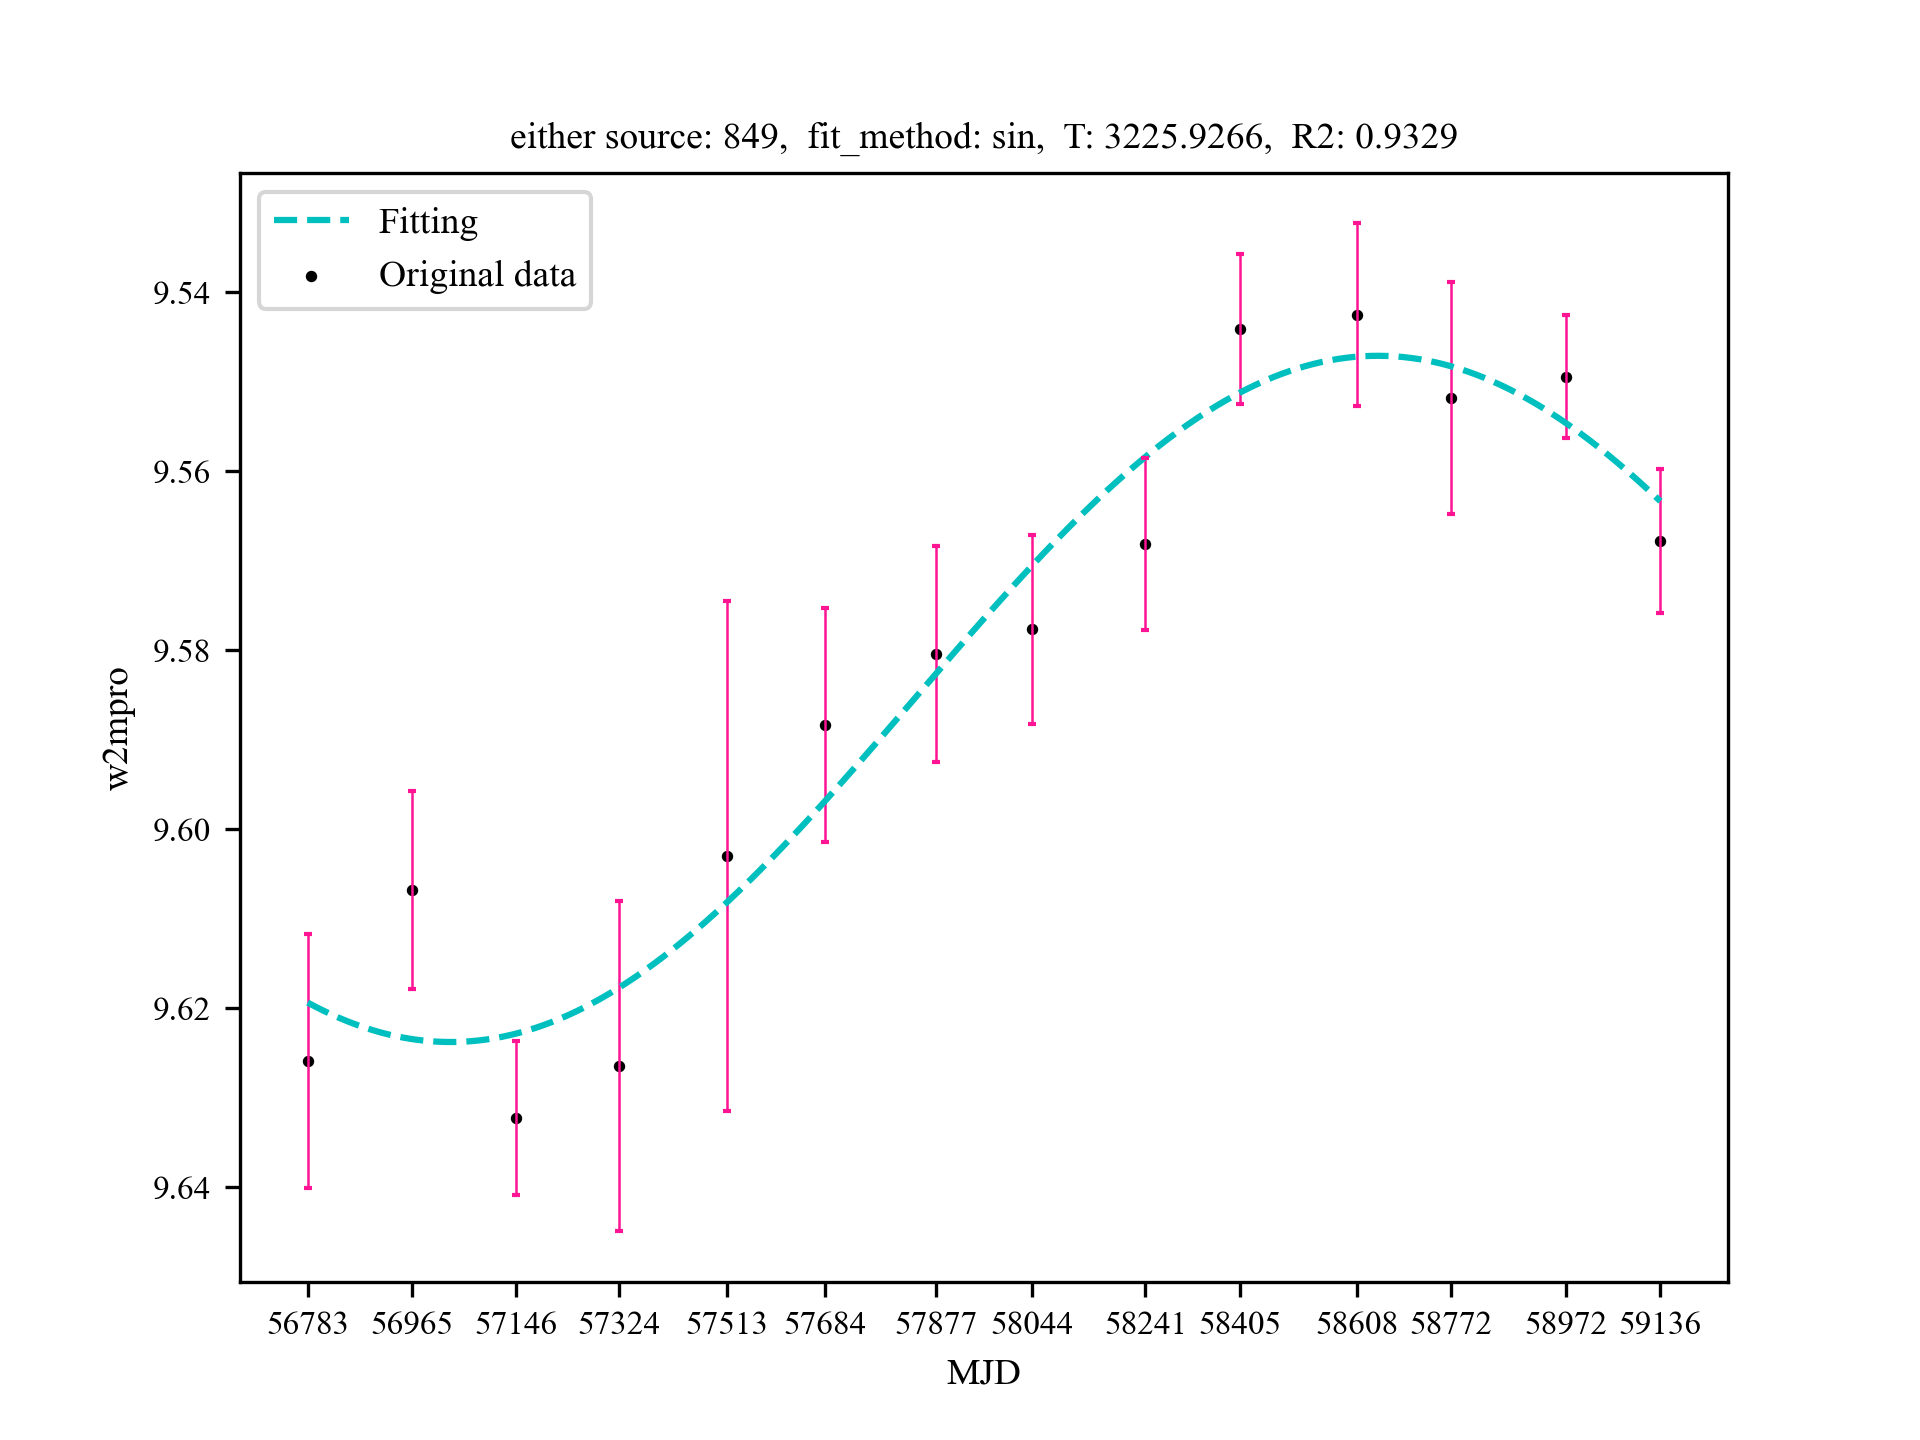 either source: 849,  fit_method: sin,  T: 3225.9266,  R2: 0.9329
Fitting
Original data
9.54
9.56
9.58
9.60
9.62
9.64
w2mpro
56783 56965 57146 57324 57513 57684 57877 58044 58241 58405 58608 58772 58972 59136
MJD